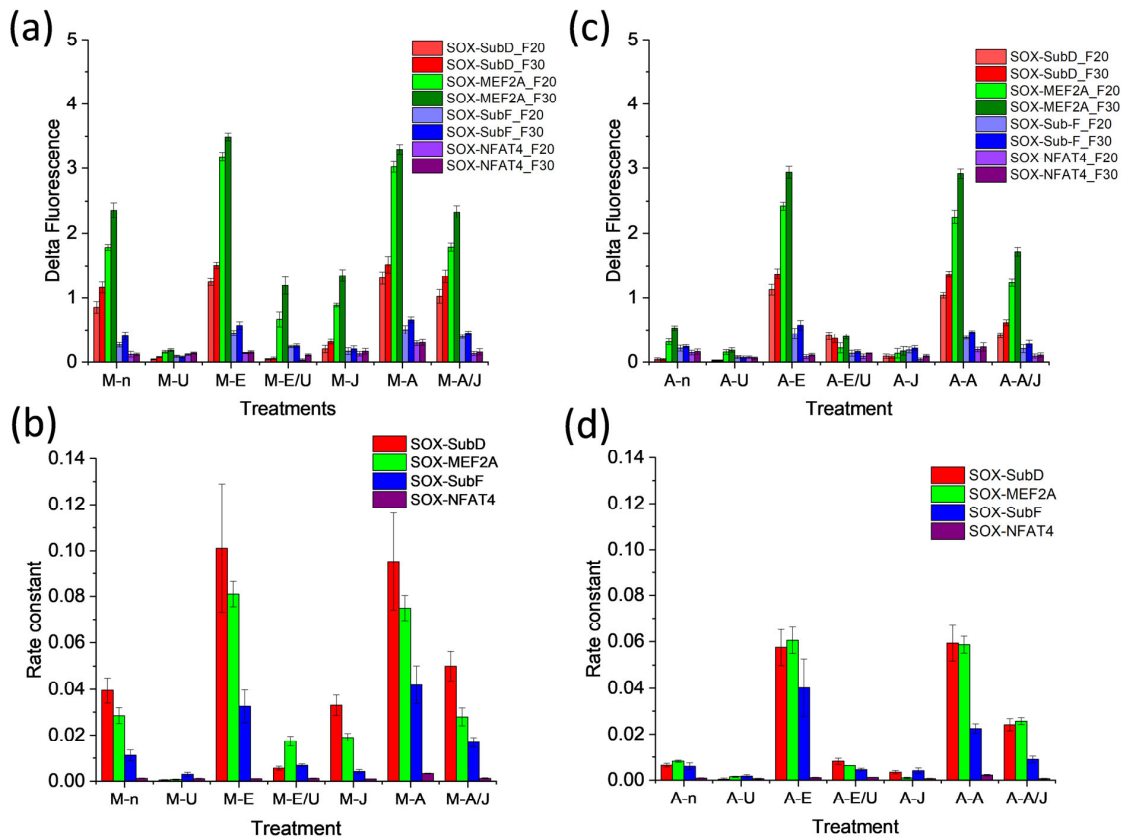 (a)
5
4
3
2
1
0
Delta Fluorescence
SOX-SubD_F20
SOX-SubD_F30
SOX-MEF2A_F20
SOX-MEF2A_F30
SOX-SubF_F20
SOX-SubF_F30
SOX-NFAT4_F20
SOX-NFAT4_F30
M-n M-U M-E M-E/U M-J M-A M-A/J
Treatments
(c)
5
4
3
2
1
0
Delta Fluorescence
SOX-SubD_F20
SOX-SubD_F30
SOX-MEF2A_F20
SOX-MEF2A_F30
SOX-Sub-F_F20
SOX-Sub-F_F30
SOX-NFAT4_F20
SOX-NFAT4_F30
A-n A-U A-E A-E/U A-J A-A A-A/J
Treatment
(b)
0.14
0.12
0.10
0.08
0.06
0.04
0.02
0.00
Rate constant
SOX-SubD
SOX-MEF2A
SOX-SubF
SOX-NFAT4
M-n M-U M-E M-E/U M-J M-A M-A/J
Treatment
(d)
0.14
0.12
0.10
0.08
0.06
0.04
0.02
0.00
Rate constant
SOX-SubD
SOX-MEF2A
SOX-SubF
SOX-NFAT4
A-n A-U A-E A-E/U A-J A-A A-A/J
Treatment